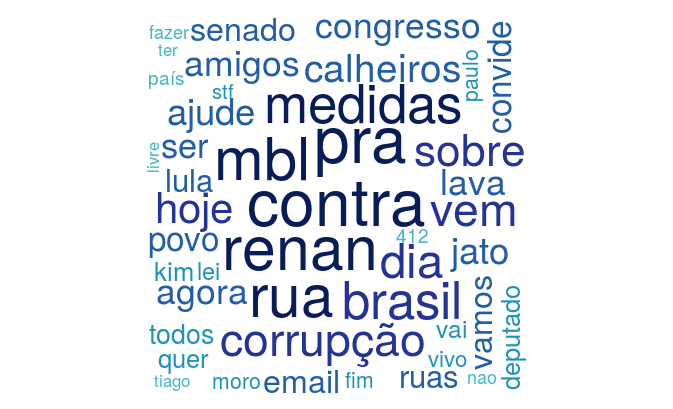 fazer senado congresso
ter
amigos calheiros paulo convide
país
stf
ajude medidas
pra
ser mbl sobre
livre
lula lava
hoje contra vem
412
povo renan dia jato
kim lei
agora rua brasil vamos deputado
todos corrupção vai
quer vivo
tiago moro email fim ruas nao